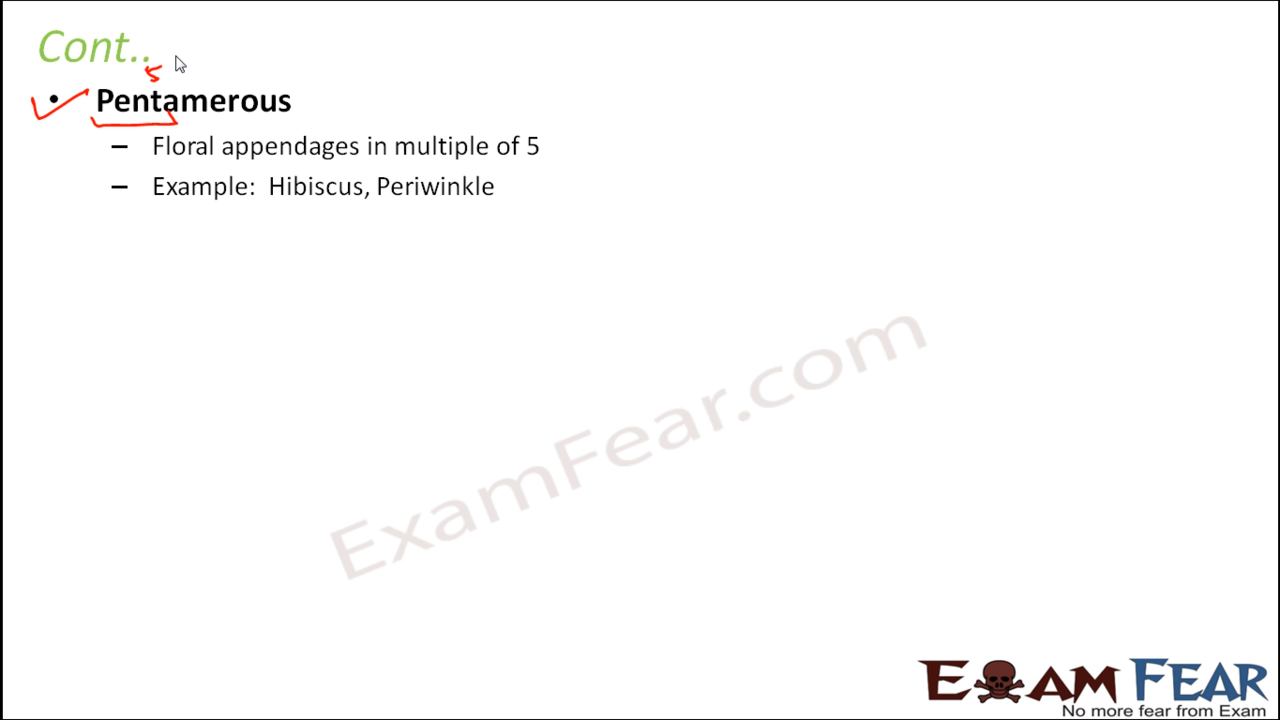 Cont..
5
• Pentamerous
– Floral appendages in multiple of 5
– Example: Hibiscus, Periwinkle
ExamFear.com
EXAM FEAR
No more fear from Exam